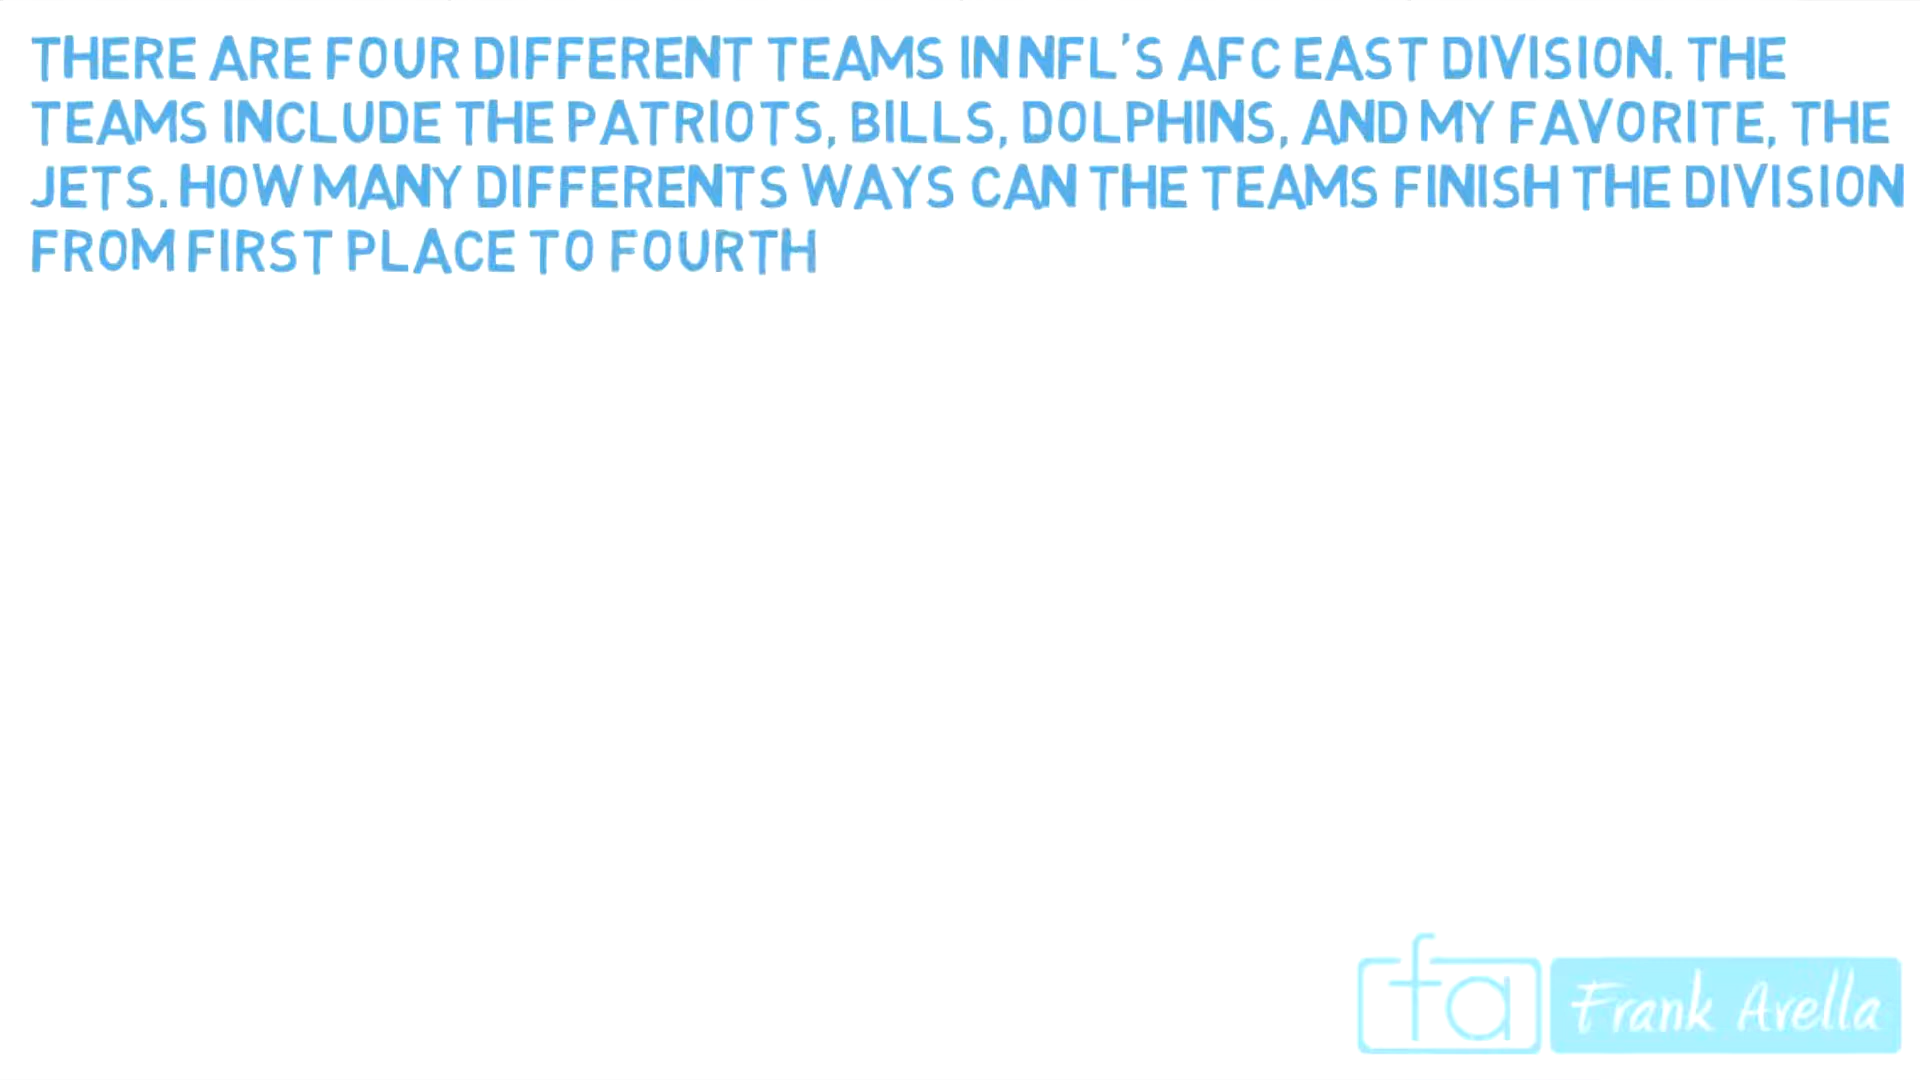 THERE ARE FOUR DIFFERENT TEAMS IN NFL'S AFC EAST DIVISION. THE
TEAMS INCLUDE THE PATRIOTS, BILLS, DOLPHINS, AND MY FAVORITE, THE
JETS. HOW MANY DIFFERENTS WAYS CAN THE TEAMS FINISH THE DIVISION
FROM FIRST PLACE TO FOURTH
fa Frank Avella